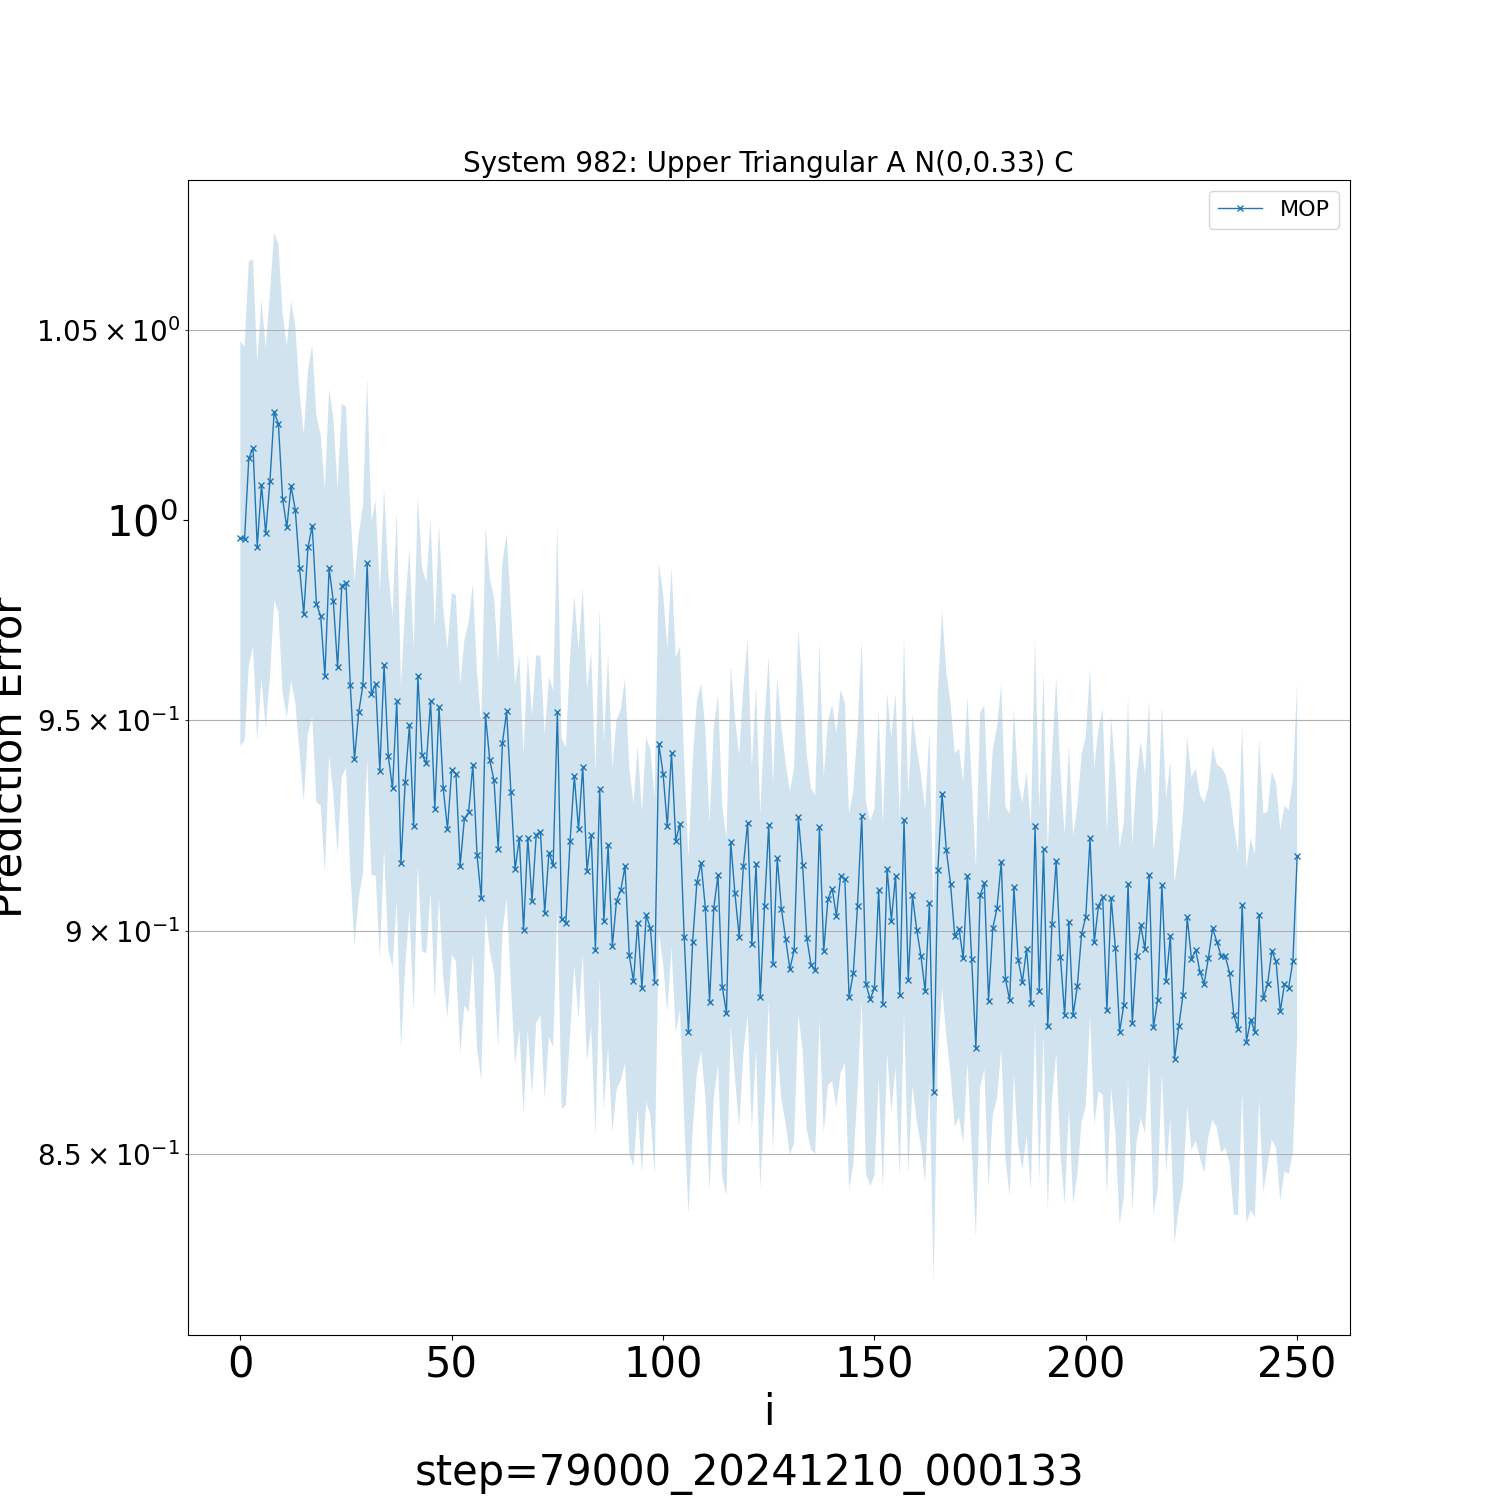 System 982: Upper Triangular A N(0,0.33) C
MOP
1.05 × 10⁰
10⁰
9.5 × 10⁻¹
9 × 10⁻¹
8.5 × 10⁻¹
Prediction Error
0 50 100 150 200 250
i
step=79000_20241210_000133